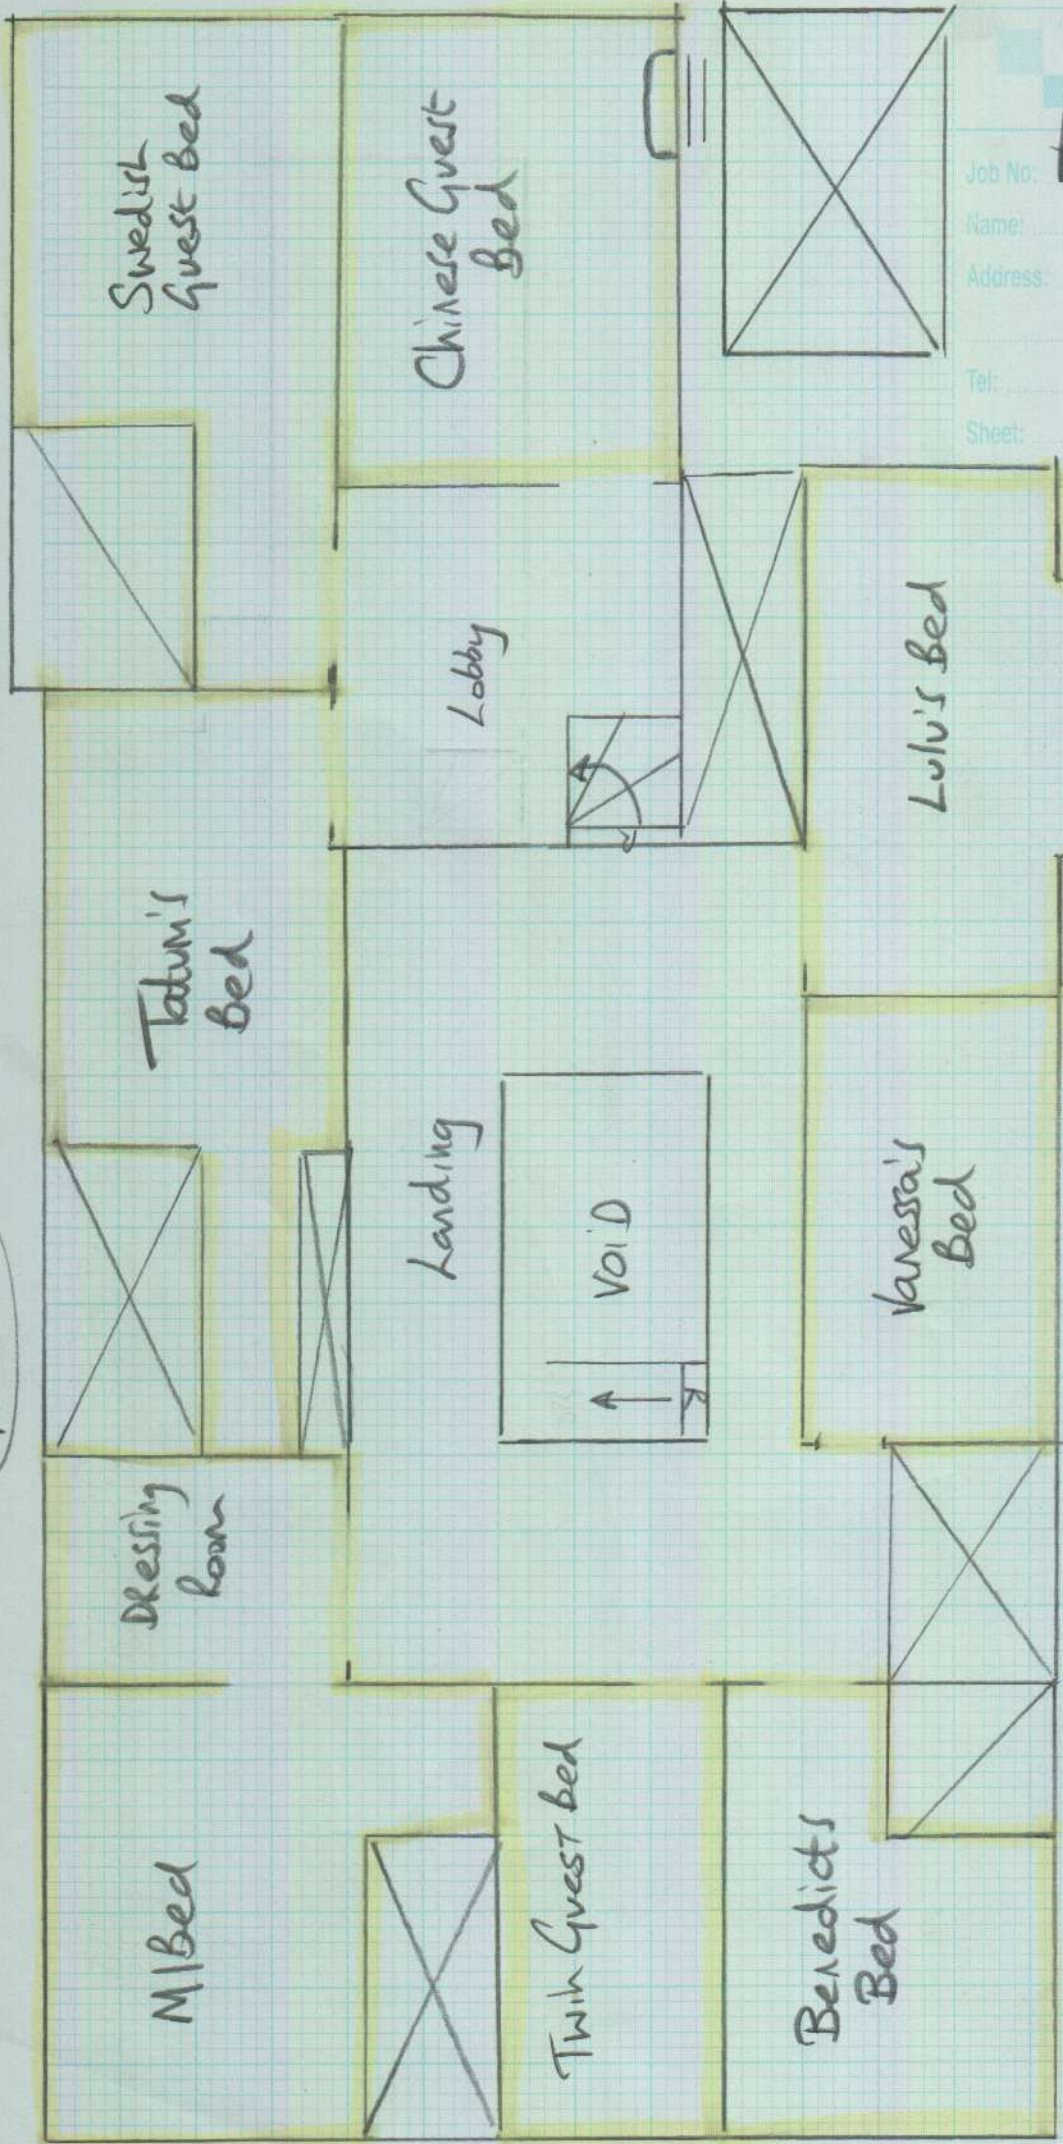 Swedish
Guest Bed
Chinese Guest
Bed
Lobby
Tatum's
Bed
Lulu's Bed
Landing
VOID
Vanessa's
Bed
Dressing
Room
M/Bed
Twin Guest Bed
Benedicts
Bed
Job No:
Name:
Address:
Tel:
Sheet: